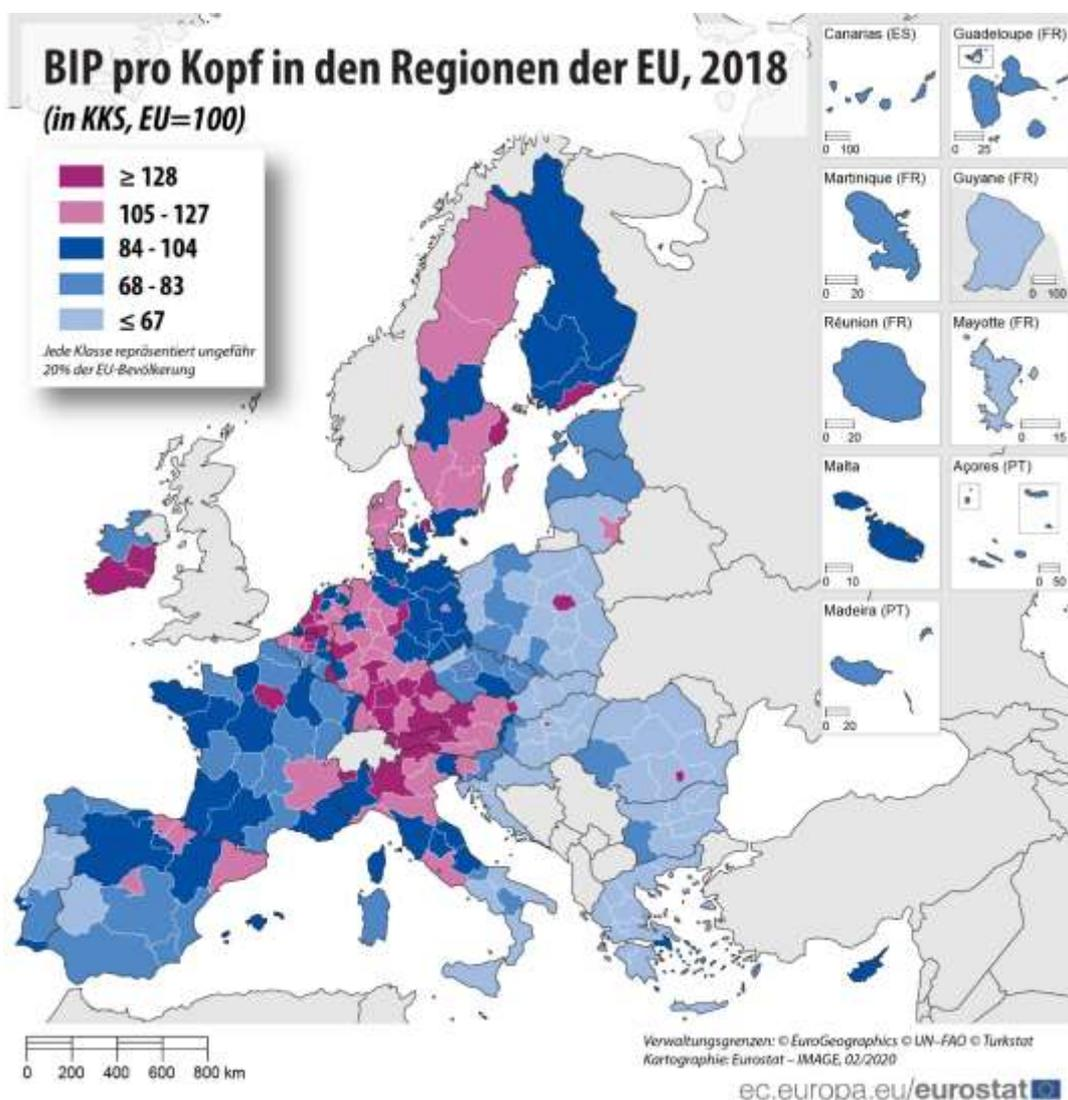 BIP pro Kopf in den Regionen der EU, 2018
(in KKS, EU=100)
≥ 128
105 - 127
84 - 104
68 - 83
≤ 67
Jede Klasse repräsentiert ungefähr
20% der EU-Bevölkerung
Canarias (ES)
0 100
Guadeloupe (FR)
0 25
Martinique (FR)
0 20
Guyane (FR)
0 100
Réunion (FR)
0 20
Mayotte (FR)
0 15
Malta
0 10
Açores (PT)
0 50
Madeira (PT)
0 20
0 200 400 600 800 km
Verwaltungsgrenzen: © EuroGeographics © UN–FAO © Turkstat
Kartographie: Eurostat – IMAGE, 02/2020
ec.europa.eu/eurostat